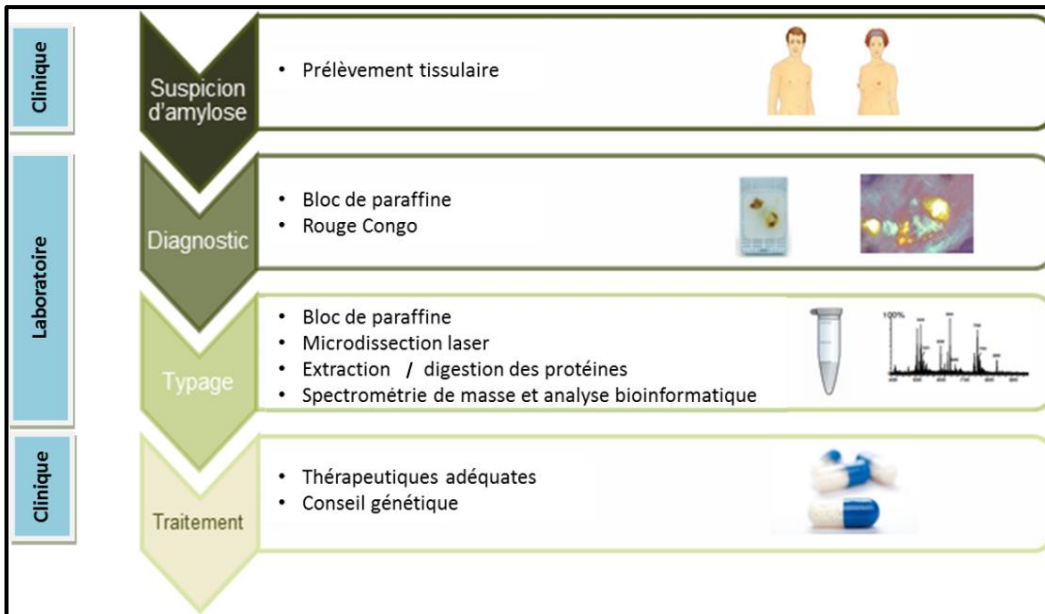 Clinique
Suspicion
d'amylose
• Prélèvement tissulaire
Laboratoire
Diagnostic
• Bloc de paraffine
• Rouge Congo
Typage
• Bloc de paraffine
• Microdissection laser
• Extraction / digestion des protéines
• Spectrométrie de masse et analyse bioinformatique
100%
Clinique
Traitement
• Thérapeutiques adéquates
• Conseil génétique